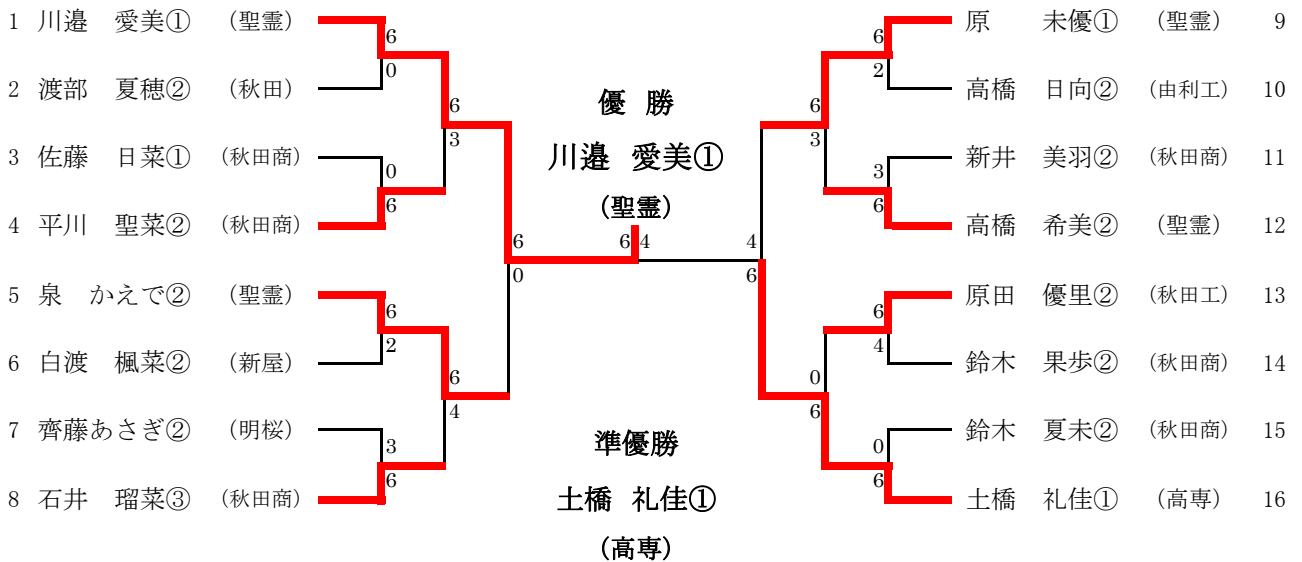 1 川邉 愛美① (聖霊) 6 6 原 未優① (聖霊) 9
0 2
2 渡部 夏穂② (秋田) 6 優 勝 6 高橋 日向② (由利工) 10
3 3
3 佐藤 日菜① (秋田商) 0 川邉 愛美① 3 新井 美羽② (秋田商) 11
6 (聖霊) 6
4 平川 聖菜② (秋田商) 高橋 希美② (聖霊) 12
6 6 4 4
0 6
5 泉 かえで② (聖霊) 6 6 原田 優里② (秋田工) 13
2 4
6 白渡 楓菜② (新屋) 6 0 鈴木 果歩② (秋田商) 14
4 6
7 齊藤あさぎ② (明桜) 3 準優勝 0 鈴木 夏未② (秋田商) 15
6 6
8 石井 瑠菜③ (秋田商) 土橋 礼佳① 土橋 礼佳① (高専) 16
(高専)